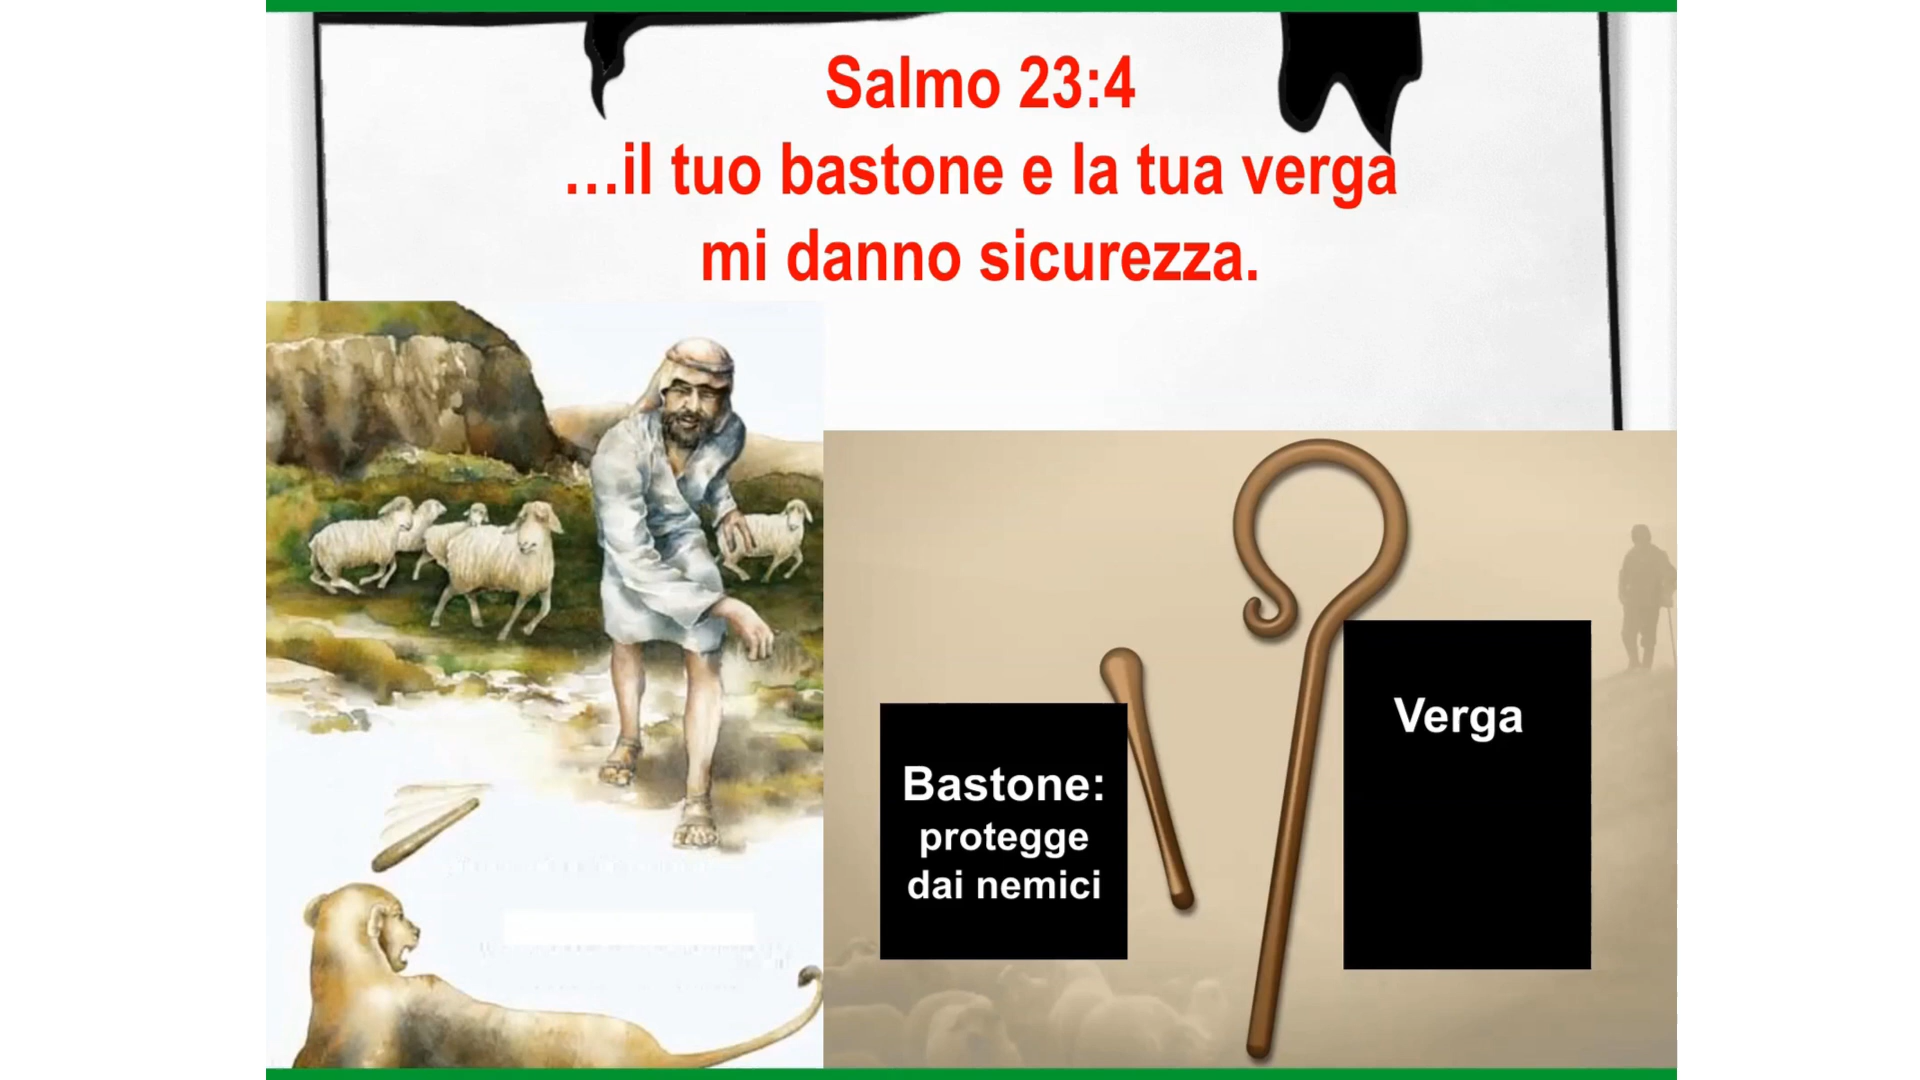 Salmo 23:4
…il tuo bastone e la tua verga
mi danno sicurezza.
Bastone:
protegge
dai nemici
Verga